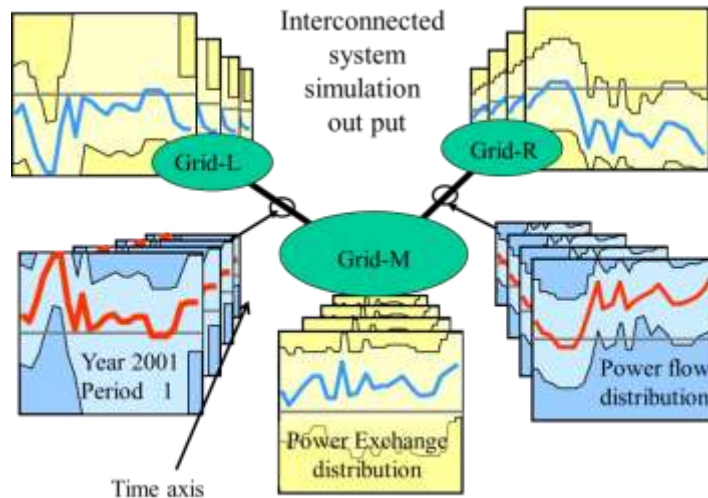 Interconnected
system
simulation
out put
Grid-L
Grid-R
Grid-M
Year 2001
Period 1
Power flow
distribution
Power Exchange
distribution
Time axis